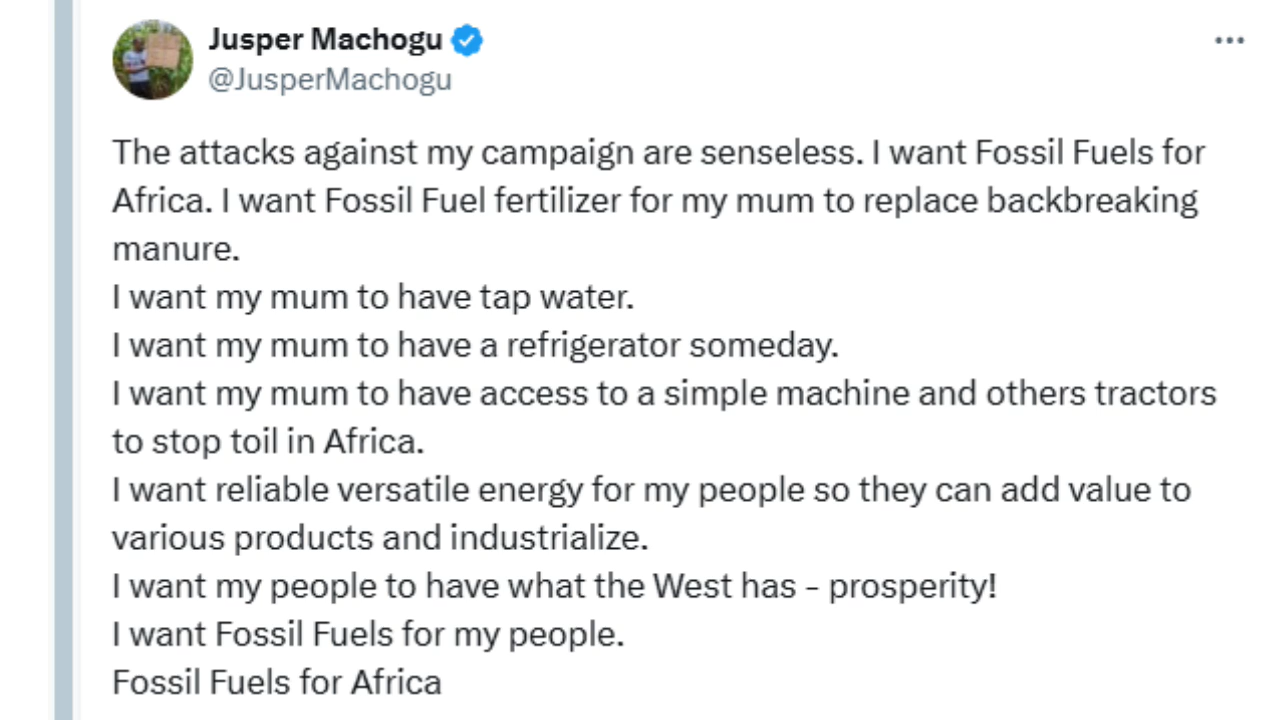 Jusper Machogu
@JusperMachogu
The attacks against my campaign are senseless. I want Fossil Fuels for
Africa. I want Fossil Fuel fertilizer for my mum to replace backbreaking
manure.
I want my mum to have tap water.
I want my mum to have a refrigerator someday.
I want my mum to have access to a simple machine and others tractors
to stop toil in Africa.
I want reliable versatile energy for my people so they can add value to
various products and industrialize.
I want my people to have what the West has - prosperity!
I want Fossil Fuels for my people.
Fossil Fuels for Africa